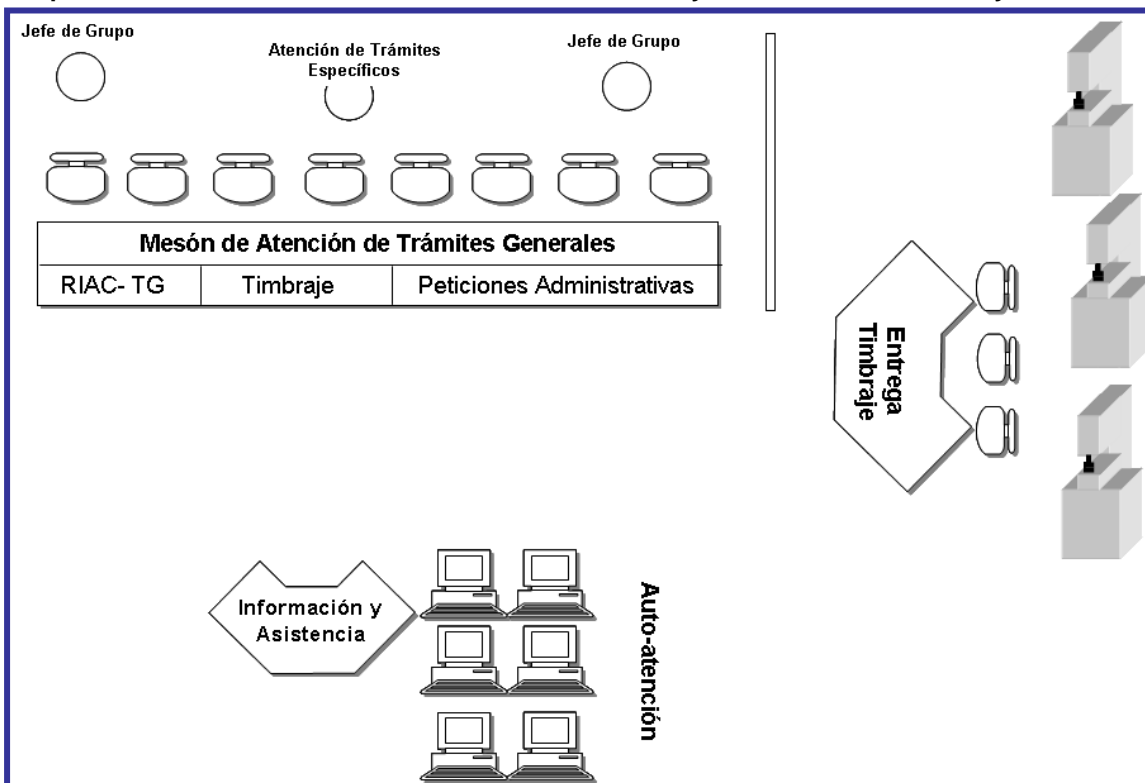 Jefe de Grupo
Atención de Trámites
Específicos
Jefe de Grupo
Mesón de Atención de Trámites Generales
RIAC- TG
Timbraje
Peticiones Administrativas
Entrega
Timbraje
Información y
Asistencia
Auto-atención